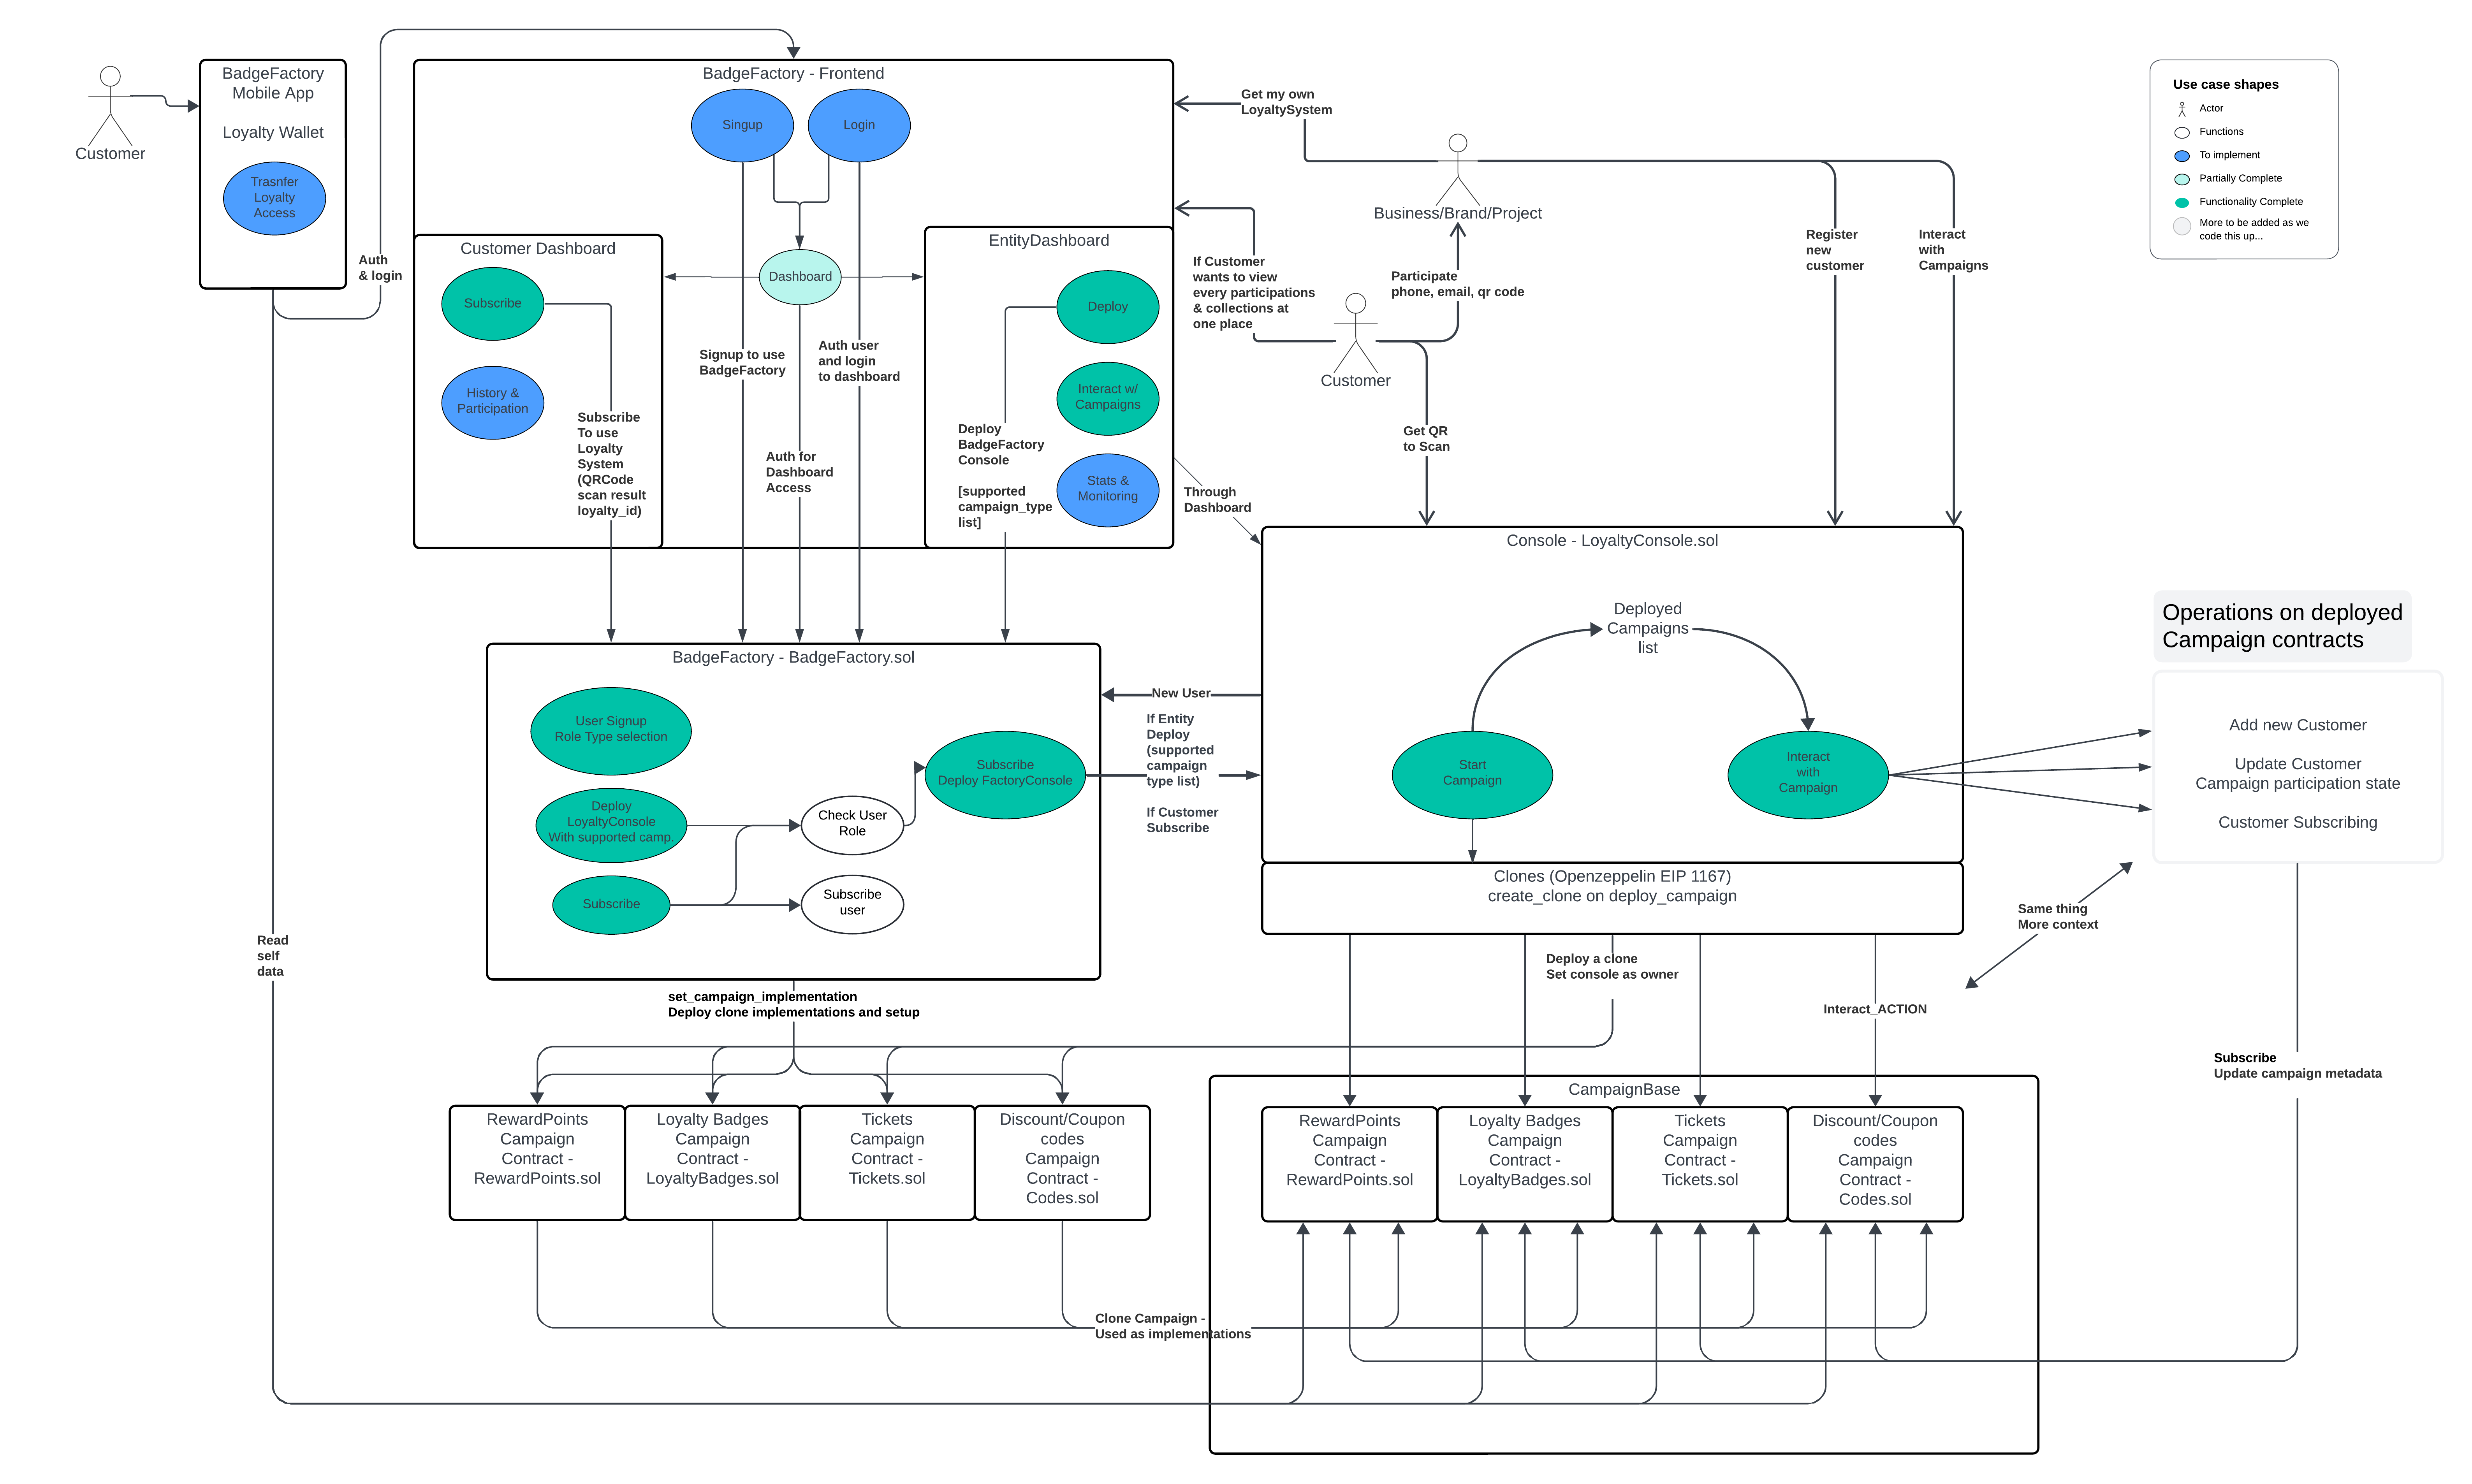 BadgeFactory
Mobile App
Loyalty Wallet
Trasnfer
Loyalty
Access
Customer
Auth
& login
BadgeFactory - Frontend
Singup
Login
Customer Dashboard
Subscribe
History &
Participation
Dashboard
EntityDashboard
Deploy
Interact w/
Campaigns
Stats &
Monitoring
Subscribe
To use
Loyalty
System
(QRCode
scan result
loyalty_id)
Signup to use
BadgeFactory
Auth user
and login
to dashboard
Auth for
Dashboard
Access
Deploy
BadgeFactory
Console
[supported
campaign_type
list]
Get my own
LoyaltySystem
Business/Brand/Project
If Customer
wants to view
every participations
& collections at
one place
Participate
phone, email, qr code
Customer
Get QR
to Scan
Register
new
customer
Interact
with
Campaigns
Through
Dashboard
Use case shapes
Actor
Functions
To implement
Partially Complete
Functionality Complete
More to be added as we
code this up...
Console - LoyaltyConsole.sol
Deployed
Campaigns
list
Start
Campaign
Interact
with
Campaign
Clones (Openzeppelin EIP 1167)
create_clone on deploy_campaign
Operations on deployed
Campaign contracts
Add new Customer
Update Customer
Campaign participation state
Customer Subscribing
BadgeFactory - BadgeFactory.sol
User Signup
Role Type selection
Deploy
LoyaltyConsole
With supported camp.
Subscribe
Check User
Role
Subscribe
user
Subscribe
Deploy FactoryConsole
New User
If Entity
Deploy
(supported
campaign
type list)
If Customer
Subscribe
Read
self
data
set_campaign_implementation
Deploy clone implementations and setup
Deploy a clone
Set console as owner
Interact_ACTION
Same thing
More context
Subscribe
Update campaign metadata
RewardPoints
Campaign
Contract -
RewardPoints.sol
Loyalty Badges
Campaign
Contract -
LoyaltyBadges.sol
Tickets
Campaign
Contract -
Tickets.sol
Discount/Coupon
codes
Campaign
Contract -
Codes.sol
CampaignBase
RewardPoints
Campaign
Contract -
RewardPoints.sol
Loyalty Badges
Campaign
Contract -
LoyaltyBadges.sol
Tickets
Campaign
Contract -
Tickets.sol
Discount/Coupon
codes
Campaign
Contract -
Codes.sol
Clone Campaign -
Used as implementations